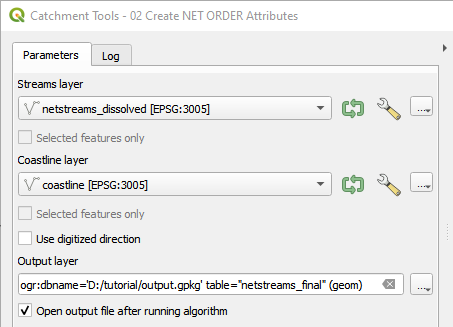 Catchment Tools - 02 Create NET ORDER Attributes
Parameters Log
Streams layer
netstreams_dissolved [EPSG:3005]
...
Selected features only
Coastline layer
coastline [EPSG:3005]
...
Selected features only
Use digitized direction
Output layer
ogr:dbname='D:/tutorial/output.gpkg' table="netstreams_final" (geom)
...
Open output file after running algorithm